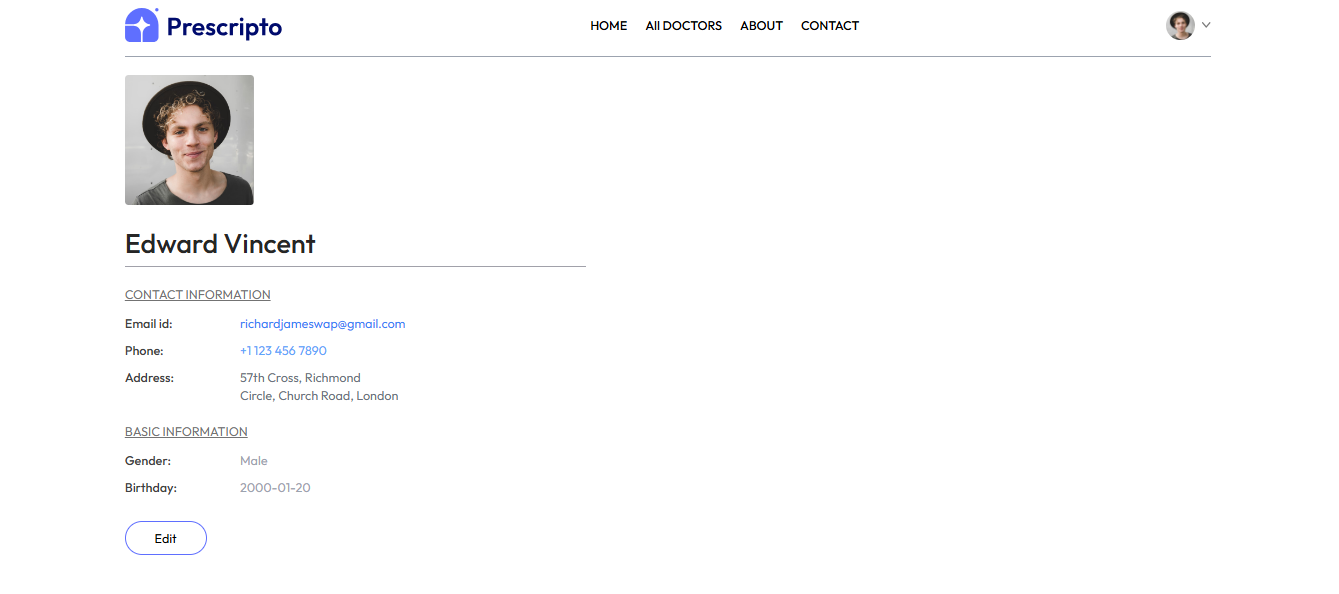 Prescripto
HOME All DOCTORS ABOUT CONTACT
Edward Vincent
CONTACT INFORMATION
Email id: richardjameswap@gmail.com
Phone: +1 123 456 7890
Address: 57th Cross, Richmond
Circle, Church Road, London
BASIC INFORMATION
Gender: Male
Birthday: 2000-01-20
Edit